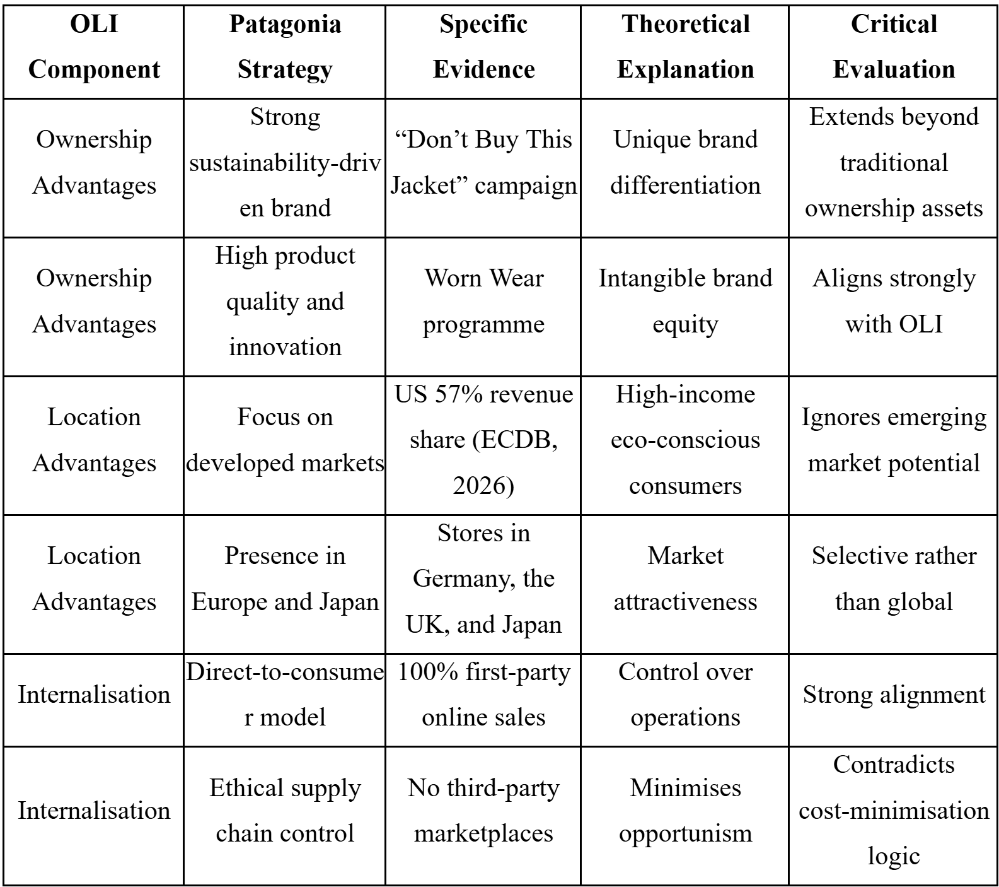 OLI Component
Patagonia Strategy
Specific Evidence
Theoretical Explanation
Critical Evaluation
Ownership
Advantages
Strong
sustainability-driv
en brand
“Don’t Buy This
Jacket” campaign
Unique brand
differentiation
Extends beyond
traditional
ownership assets
Ownership
Advantages
High product
quality and
innovation
Worn Wear
programme
Intangible brand
equity
Aligns strongly
with OLI
Location
Advantages
Focus on
developed markets
US 57% revenue
share (ECDB,
2026)
High-income
eco-conscious
consumers
Ignores emerging
market potential
Location
Advantages
Presence in
Europe and Japan
Stores in
Germany, the
UK, and Japan
Market
attractiveness
Selective rather
than global
Internalisation
Direct-to-consume
r model
100% first-party
online sales
Control over
operations
Strong alignment
Internalisation
Ethical supply
chain control
No third-party
marketplaces
Minimises
opportunism
Contradicts
cost-minimisation
logic